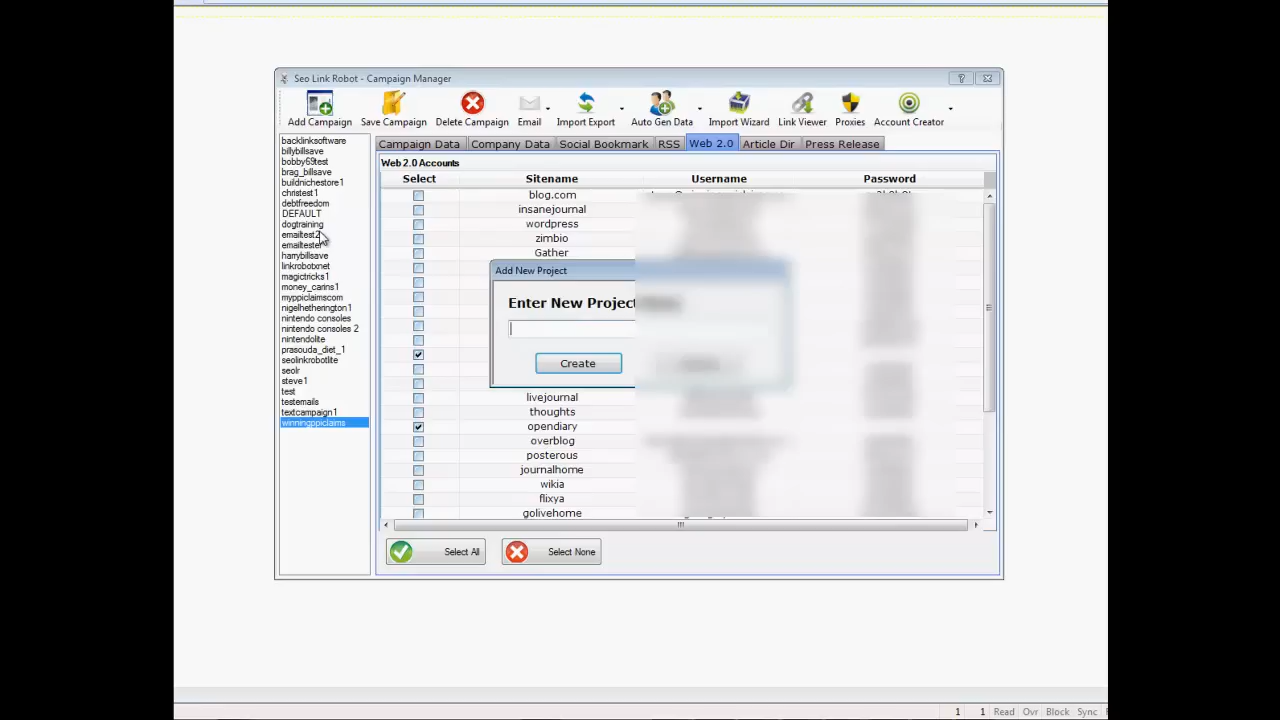 Seo Link Robot - Campaign Manager
Add Campaign Save Campaign Delete Campaign Email Import Export Auto Gen Data Import Wizard Link Viewer Proxies Account Creator
Campaign Data Company Data Social Bookmark RSS Web 2.0 Article Dir Press Release
backlinksoftware
billybillsave
bobby69test
brag_billsave
buildnichestore1
christest1
debtfreedom
DEFAULT
dogtraining
emailtest2
emailtester
harrybillsave
linkrobotxnet
magictricks1
money_carins1
myppiclaimscom
nigelhetherington1
nintendo consoles
nintendo consoles 2
nintendolite
prasouda_diet_1
seolinkrobotlite
seolr
steve1
test
testemails
textcampaign1
winningppiclaims
Web 2.0 Accounts
Select Sitename Username Password
blog.com
insanejournal
wordpress
zimbio
Gather
Add New Project
Enter New Project
Create
livejournal
thoughts
opendiary
overblog
posterous
journalhome
wikia
flixya
golivehome
Select All Select None
1 1 Read Ovr Block Sync